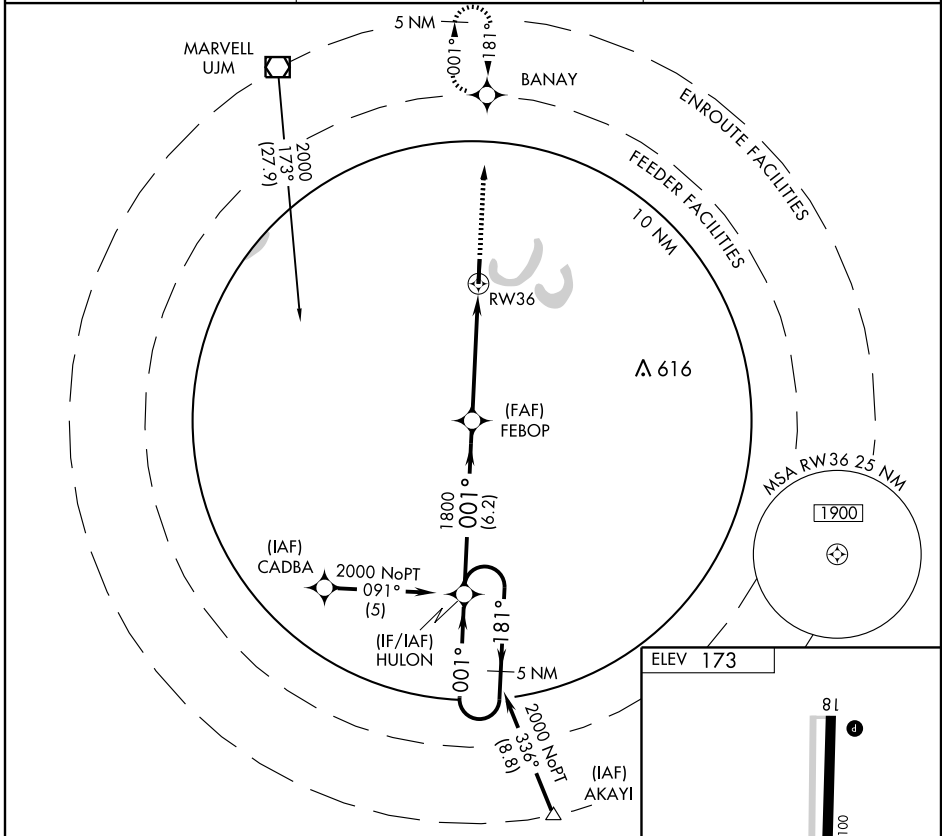 5 NM
001°
181°
MARVELL
UJM
BANAY
2000
173°
(27.9)
ENROUTE FACILITIES
FEEDER FACILITIES
10 NM
RW36
616
(FAF)
FEBOP
MSA RW36 25 NM
1900
1800
001°
(6.2)
(IAF)
CADBA
2000 NoPT
091°
(5)
(IF/IAF)
HULON
001°
181°
5 NM
2000 NoPT
336°
(8.8)
(IAF)
AKAYI
ELEV 173
18
P
100